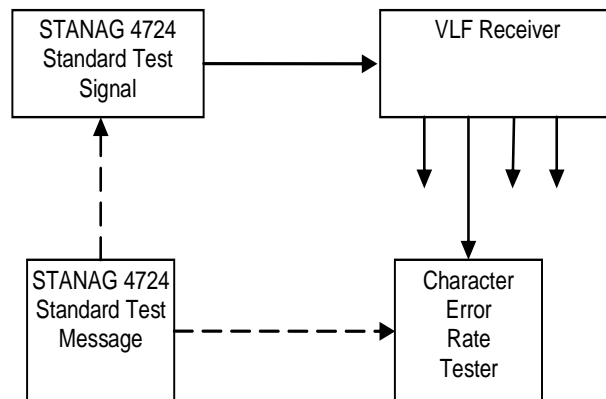 STANAG 4724
Standard Test
Signal
VLF Receiver
STANAG 4724
Standard Test
Message
Character
Error
Rate
Tester